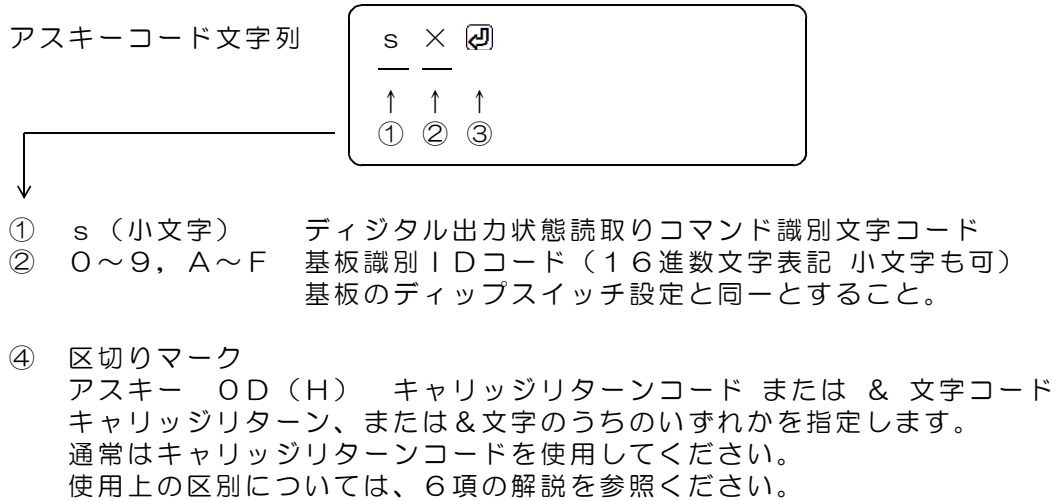 アスキーコード文字列
ｓ × ⏎
↑ ↑ ↑
① ② ③
① ｓ（小文字） ディジタル出力状態読取りコマンド識別文字コード
② ０～９，Ａ～Ｆ 基板識別ＩＤコード（１６進数文字表記 小文字も可）
基板のディップスイッチ設定と同一とすること。
④ 区切りマーク
アスキー ０Ｄ（Ｈ） キャリッジリターンコード または ＆ 文字コード
キャリッジリターン、または＆文字のうちのいずれかを指定します。
通常はキャリッジリターンコードを使用してください。
使用上の区別については、６項の解説を参照ください。